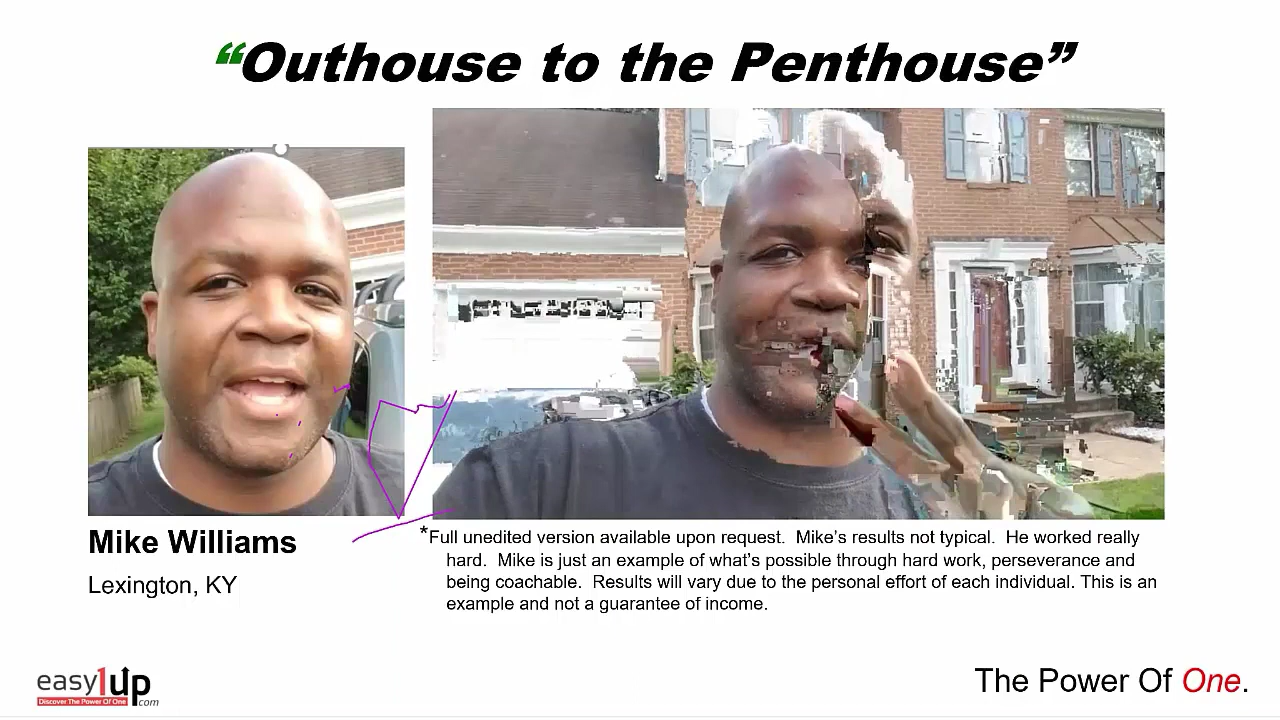 “Outhouse to the Penthouse”
Mike Williams
Lexington, KY
*Full unedited version available upon request. Mike’s results not typical. He worked really
hard. Mike is just an example of what’s possible through hard work, perseverance and
being coachable. Results will vary due to the personal effort of each individual. This is an
example and not a guarantee of income.
easy1up
Discover The Power Of One .com
The Power Of One.